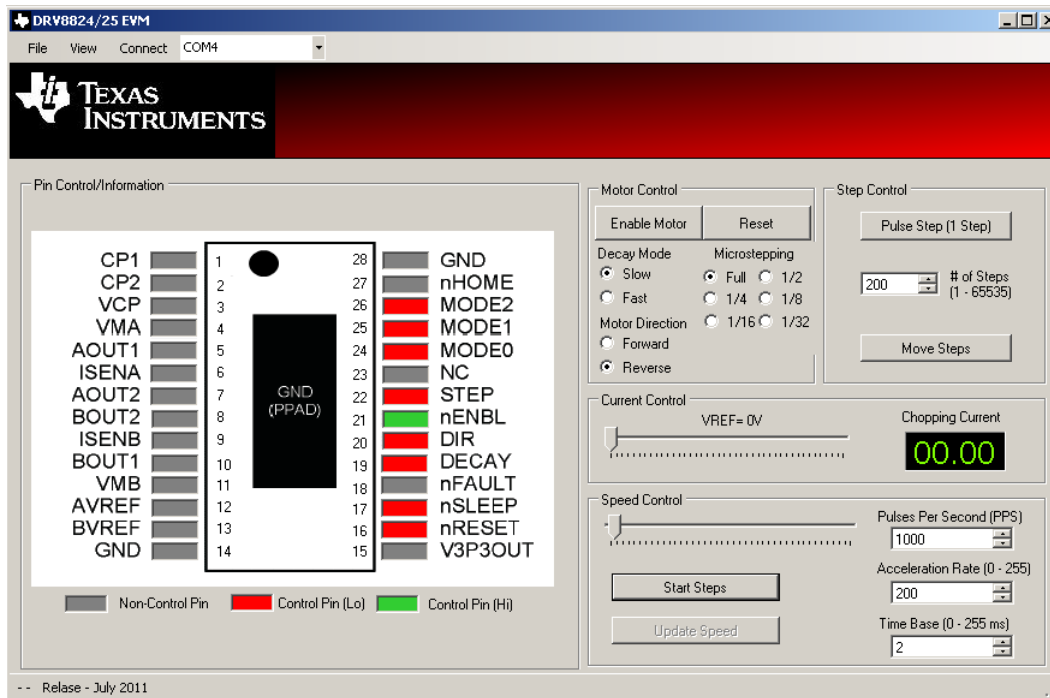 DRV8824/25 EVM
File View Connect COM4
TEXAS
INSTRUMENTS
Pin Control/Information
CP1 1 28 GND
CP2 2 27 nHOME
VCP 3 26 MODE2
VMA 4 25 MODE1
AOUT1 5 24 MODE0
ISENA 6 23 NC
AOUT2 7 22 STEP
BOUT2 8 21 nENBL
ISENB 9 20 DIR
BOUT1 10 19 DECAY
VMB 11 18 nFAULT
AVREF 12 17 nSLEEP
BVREF 13 16 nRESET
GND 14 15 V3P3OUT
GND
(PPAD)
Non-Control Pin Control Pin (Lo) Control Pin (Hi)
Motor Control
Enable Motor Reset
Decay Mode
Slow
Fast
Microstepping
Full 1/2
1/4 1/8
1/16 1/32
Motor Direction
Forward
Reverse
Step Control
Pulse Step (1 Step)
200
# of Steps
(1 - 65535)
Move Steps
Current Control
VREF= 0V
Chopping Current
00.00
Speed Control
Start Steps
Update Speed
Pulses Per Second (PPS)
1000
Acceleration Rate (0 - 255)
200
Time Base (0 - 255 ms)
2
- - Relase - July 2011